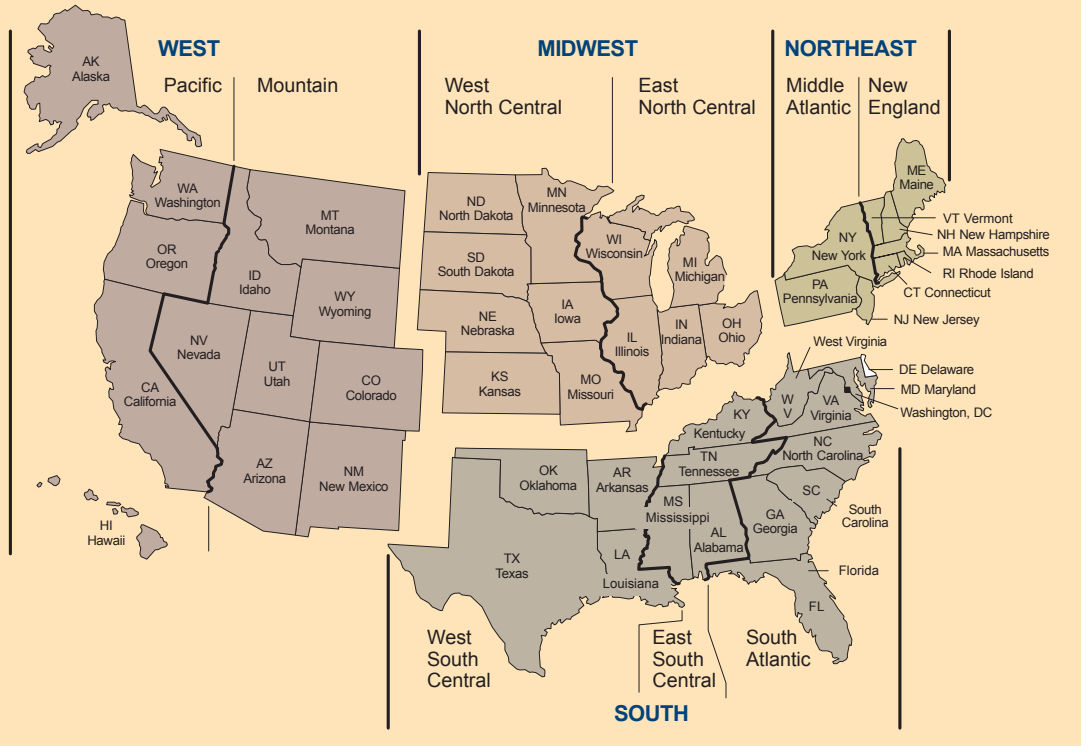 WEST
MIDWEST
NORTHEAST
Pacific
Mountain
West
North Central
East
North Central
Middle
Atlantic
New
England
AK
Alaska
WA
Washington
OR
Oregon
CA
California
HI
Hawaii
MT
Montana
ID
Idaho
WY
Wyoming
NV
Nevada
UT
Utah
CO
Colorado
AZ
Arizona
NM
New Mexico
ND
North Dakota
MN
Minnesota
SD
South Dakota
NE
Nebraska
IA
Iowa
KS
Kansas
MO
Missouri
WI
Wisconsin
MI
Michigan
IL
Illinois
IN
Indiana
OH
Ohio
ME
Maine
VT Vermont
NH New Hampshire
MA Massachusetts
RI Rhode Island
CT Connecticut
NY
New York
PA
Pennsylvania
NJ New Jersey
West Virginia
DE Delaware
MD Maryland
Washington, DC
W
V
VA
Virginia
KY
Kentucky
NC
North Carolina
TN
Tennessee
SC
South
Carolina
OK
Oklahoma
AR
Arkansas
MS
Mississippi
AL
Alabama
GA
Georgia
TX
Texas
LA
Louisiana
Florida
FL
West
South
Central
East
South
Central
South
Atlantic
SOUTH